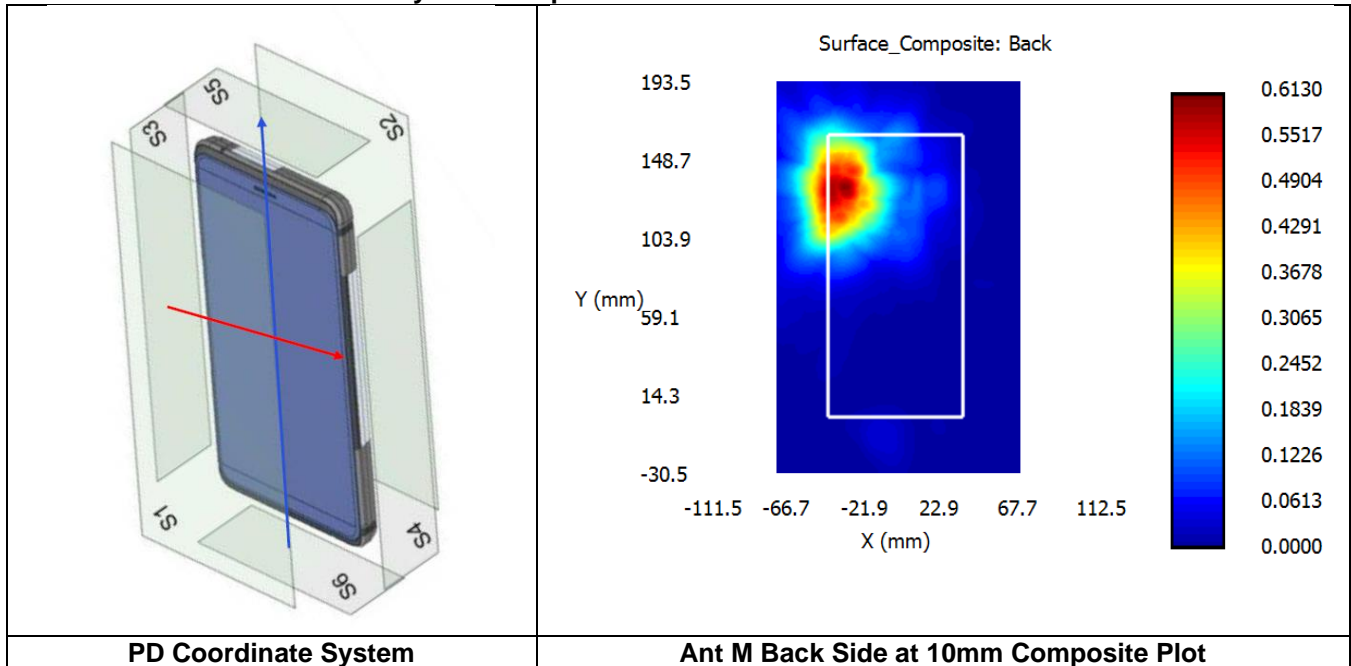 S5
S2
S3
S1
S4
S6
Surface_Composite: Back
193.5
148.7
103.9
Y (mm)
59.1
14.3
-30.5
-111.5 -66.7 -21.9 22.9 67.7 112.5
X (mm)
0.6130
0.5517
0.4904
0.4291
0.3678
0.3065
0.2452
0.1839
0.1226
0.0613
0.0000
PD Coordinate System
Ant M Back Side at 10mm Composite Plot